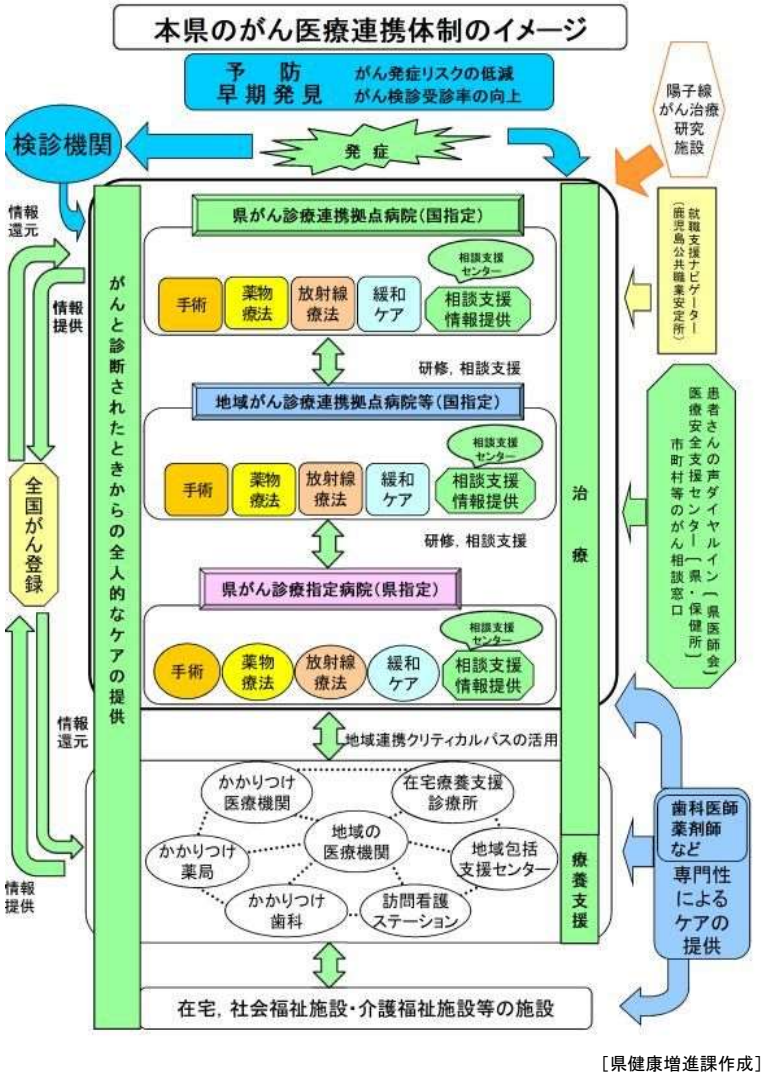 本県のがん医療連携体制のイメージ
予防 がん発症リスクの低減
早期発見 がん検診受診率の向上
検診機関
発症
陽子線
がん治療
研究
施設
情報
還元
情報
提供
がんと診断されたときからの全人的なケアの提供
県がん診療連携拠点病院(国指定)
相談支援
センター
手術
薬物
療法
放射線
療法
緩和
ケア
相談支援
情報提供
研修,相談支援
地域がん診療連携拠点病院等(国指定)
相談支援
センター
手術
薬物
療法
放射線
療法
緩和
ケア
相談支援
情報提供
研修,相談支援
県がん診療指定病院(県指定)
相談支援
センター
手術
薬物
療法
放射線
療法
緩和
ケア
相談支援
情報提供
治療
就職支援ナビゲーター
(鹿児島公共職業安定所)
患者さんの声ダイヤルイン〔県医師会〕
医療安全支援センター〔県・保健所〕
市町村等のがん相談窓口
全国がん登録
情報
還元
情報
提供
地域連携クリティカルパスの活用
かかりつけ
医療機関
在宅療養支援
診療所
地域の
医療機関
かかりつけ
薬局
地域包括
支援センター
かかりつけ
歯科
訪問看護
ステーション
療養支援
歯科医師
薬剤師
など
専門性
による
ケアの
提供
在宅,社会福祉施設・介護福祉施設等の施設
[県健康増進課作成]